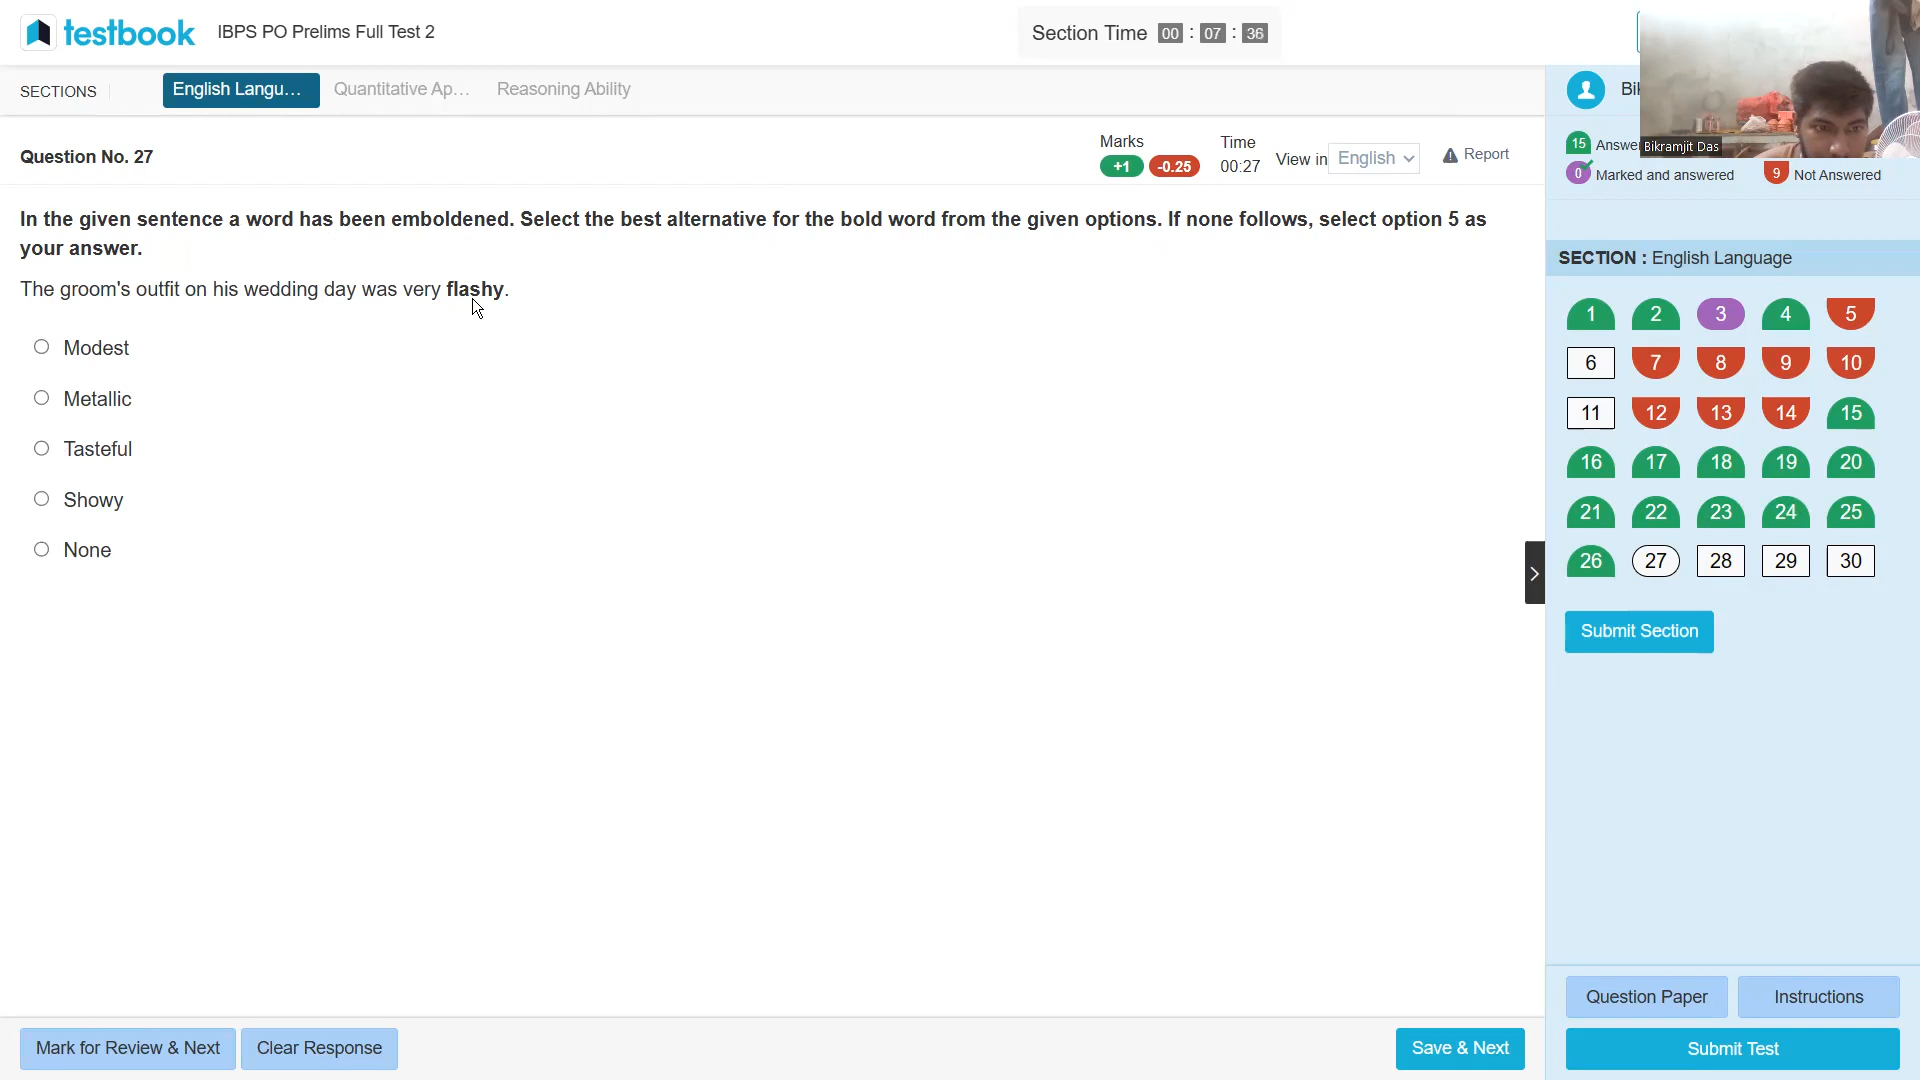 testbook IBPS PO Prelims Full Test 2 Section Time 00 : 07 : 36
SECTIONS English Langu... Quantitative Ap... Reasoning Ability
Question No. 27 Marks +1 -0.25 Time 00:27 View in English Report
In the given sentence a word has been emboldened. Select the best alternative for the bold word from the given options. If none follows, select option 5 as
your answer.
The groom's outfit on his wedding day was very flashy.
Modest
Metallic
Tasteful
Showy
None
Mark for Review & Next Clear Response Save & Next
Bikramjit Das
15
0 Marked and answered 9 Not Answered
SECTION : English Language
1 2 3 4 5
6 7 8 9 10
11 12 13 14 15
16 17 18 19 20
21 22 23 24 25
26 27 28 29 30
Submit Section
Question Paper Instructions
Submit Test